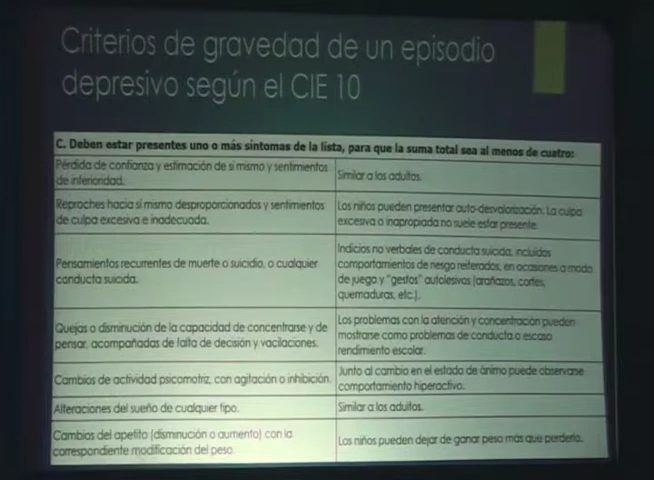 Criterios de gravedad de un episodio
depresivo según el CIE 10
C. Deben estar presentes uno o más síntomas de la lista, para que la suma total sea al menos de cuatro:
Pérdida de confianza y estimación de sí mismo y sentimientos
de inferioridad.
Similar a los adultos.
Reproches hacia sí mismo desproporcionados y sentimientos
de culpa excesiva e inadecuada.
Los niños pueden presentar auto-desvalorización. La culpa
excesiva o inapropiada no suele estar presente.
Pensamientos recurrentes de muerte o suicidio, o cualquier
conducta suicida.
Indicios no verbales de conducta suicida, incluidos
comportamientos de riesgo reiterados, en ocasiones a modo
de juego y "gestos" autolesivos (arañazos, cortes,
quemaduras, etc.).
Quejas o disminución de la capacidad de concentrarse y de
pensar, acompañadas de falta de decisión y vacilaciones.
Los problemas con la atención y concentración pueden
mostrarse como problemas de conducta o escaso
rendimiento escolar.
Cambios de actividad psicomotriz, con agitación o inhibición.
Junto al cambio en el estado de ánimo puede observarse
comportamiento hiperactivo.
Alteraciones del sueño de cualquier tipo.
Similar a los adultos.
Cambios del apetito (disminución o aumento) con la
correspondiente modificación del peso.
Los niños pueden dejar de ganar peso más que perderlo.